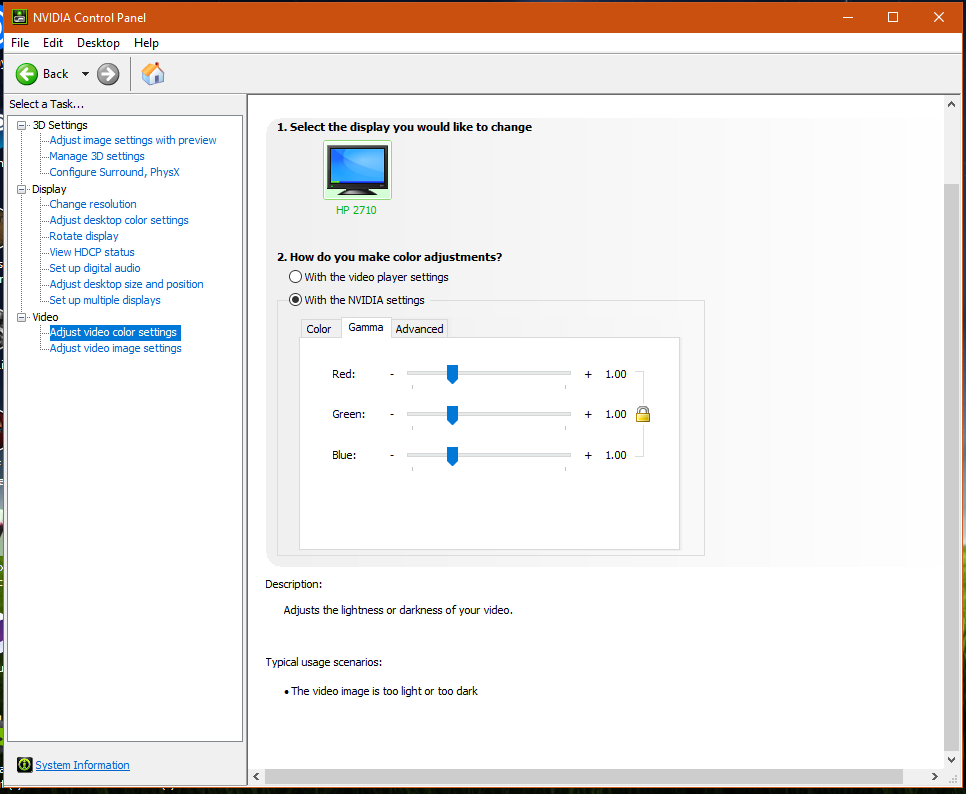 NVIDIA Control Panel
File Edit Desktop Help
Back
Select a Task...
3D Settings
Adjust image settings with preview
Manage 3D settings
Configure Surround, PhysX
Display
Change resolution
Adjust desktop color settings
Rotate display
View HDCP status
Set up digital audio
Adjust desktop size and position
Set up multiple displays
Video
Adjust video color settings
Adjust video image settings
System Information
1. Select the display you would like to change
HP 2710
2. How do you make color adjustments?
With the video player settings
With the NVIDIA settings
Color Gamma Advanced
Red: - + 1.00
Green: - + 1.00
Blue: - + 1.00
Description:
Adjusts the lightness or darkness of your video.
Typical usage scenarios:
• The video image is too light or too dark